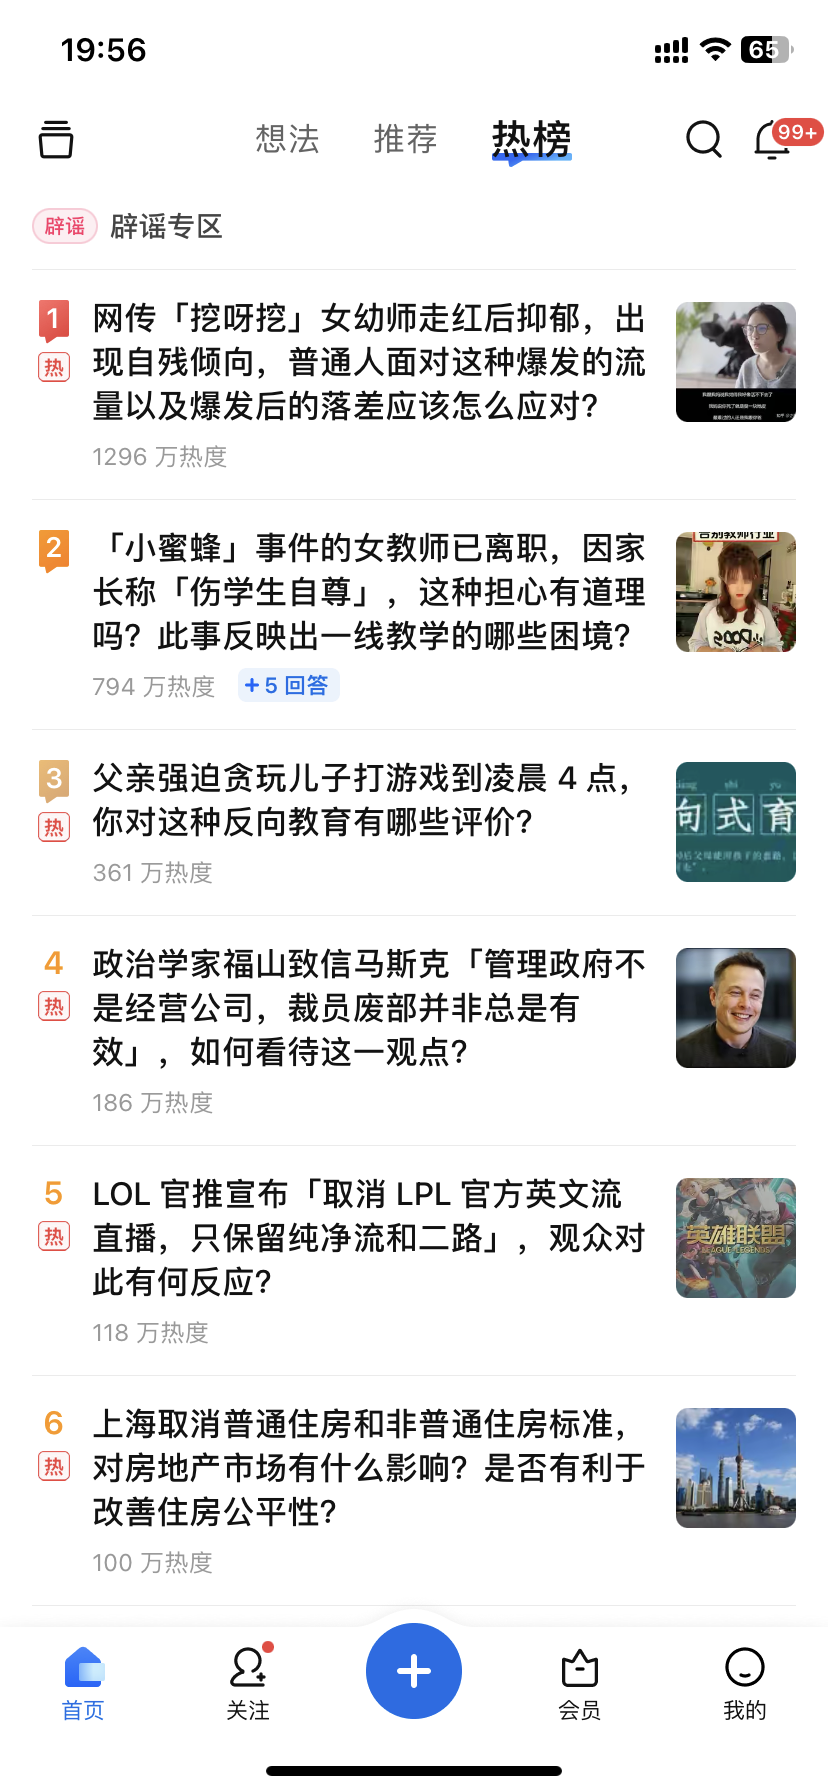 19:56
65
想法
推荐
热榜
99+
辟谣 辟谣专区
1
热
网传「挖呀挖」女幼师走红后抑郁，出
现自残倾向，普通人面对这种爆发的流
量以及爆发后的落差应该怎么应对？
1296 万热度
2
「小蜜蜂」事件的女教师已离职，因家
长称「伤学生自尊」，这种担心有道理
吗？此事反映出一线教学的哪些困境？
794 万热度
+ 5 回答
告别教师行业
3
热
父亲强迫贪玩儿子打游戏到凌晨 4 点，
你对这种反向教育有哪些评价？
361 万热度
向式育
4
热
政治学家福山致信马斯克「管理政府不
是经营公司，裁员废部并非总是有
效」，如何看待这一观点？
186 万热度
5
热
LOL 官推宣布「取消 LPL 官方英文流
直播，只保留纯净流和二路」，观众对
此有何反应？
118 万热度
英雄联盟
LEAGUE LEGENDS
6
热
上海取消普通住房和非普通住房标准，
对房地产市场有什么影响？是否有利于
改善住房公平性？
100 万热度
首页
关注
会员
我的